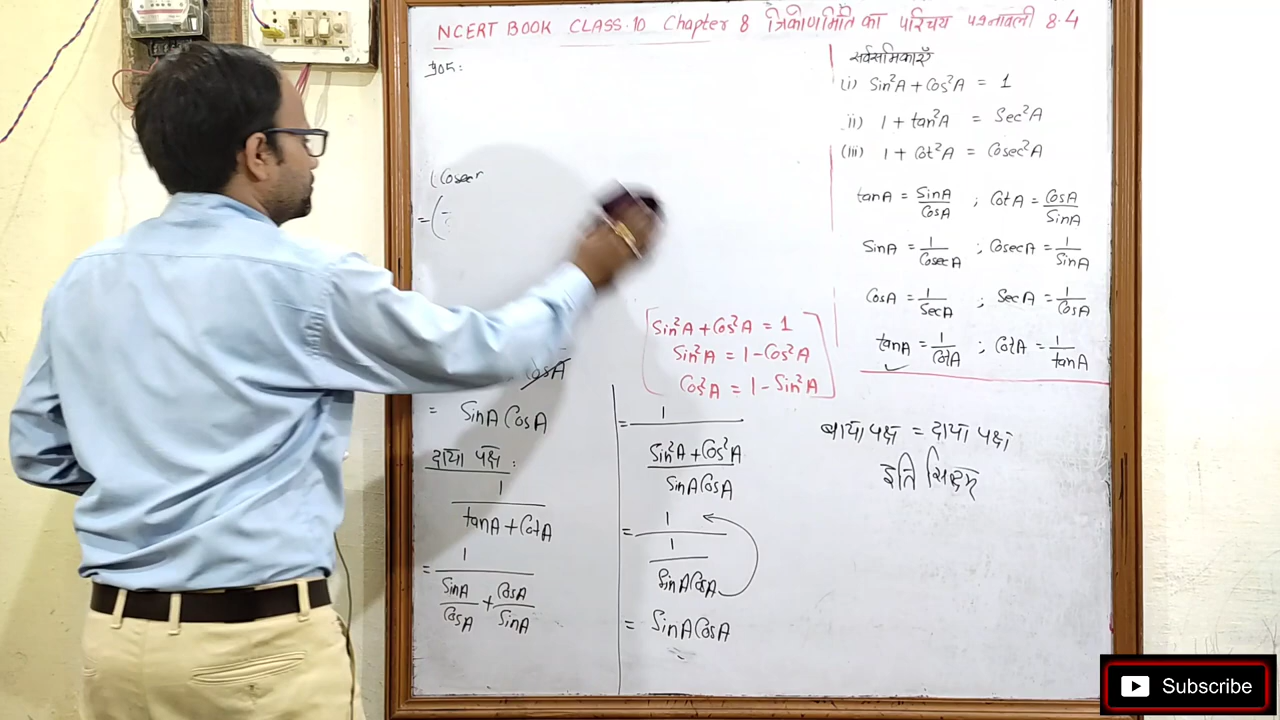 NCERT BOOK CLASS.10 Chapter 8 त्रिकोणमिति का परिचय प्रश्नावली 8.4
प्र05:
(Cosec
= (
CosA
= SinA CosA
दाया पक्ष :
1
tanA + CotA
= 1
SinA/CosA + CosA/SinA
Sin²A + Cos²A = 1
Sin²A = 1 - Cos²A
Cos²A = 1 - Sin²A
= 1
Sin²A + Cos²A
SinA CosA
= 1
1
SinA CosA
= SinA CosA
सर्वसमिकाएँ
(i) Sin²A + Cos²A = 1
ii) 1 + tan²A = Sec²A
(iii) 1 + Cot²A = Cosec²A
tanA = SinA/CosA ; CotA = CosA/SinA
SinA = 1/CosecA ; CosecA = 1/SinA
CosA = 1/SecA ; SecA = 1/CosA
tanA = 1/CotA ; CotA = 1/tanA
बाया पक्ष = दाया पक्ष
इति सिद्धम्
Subscribe